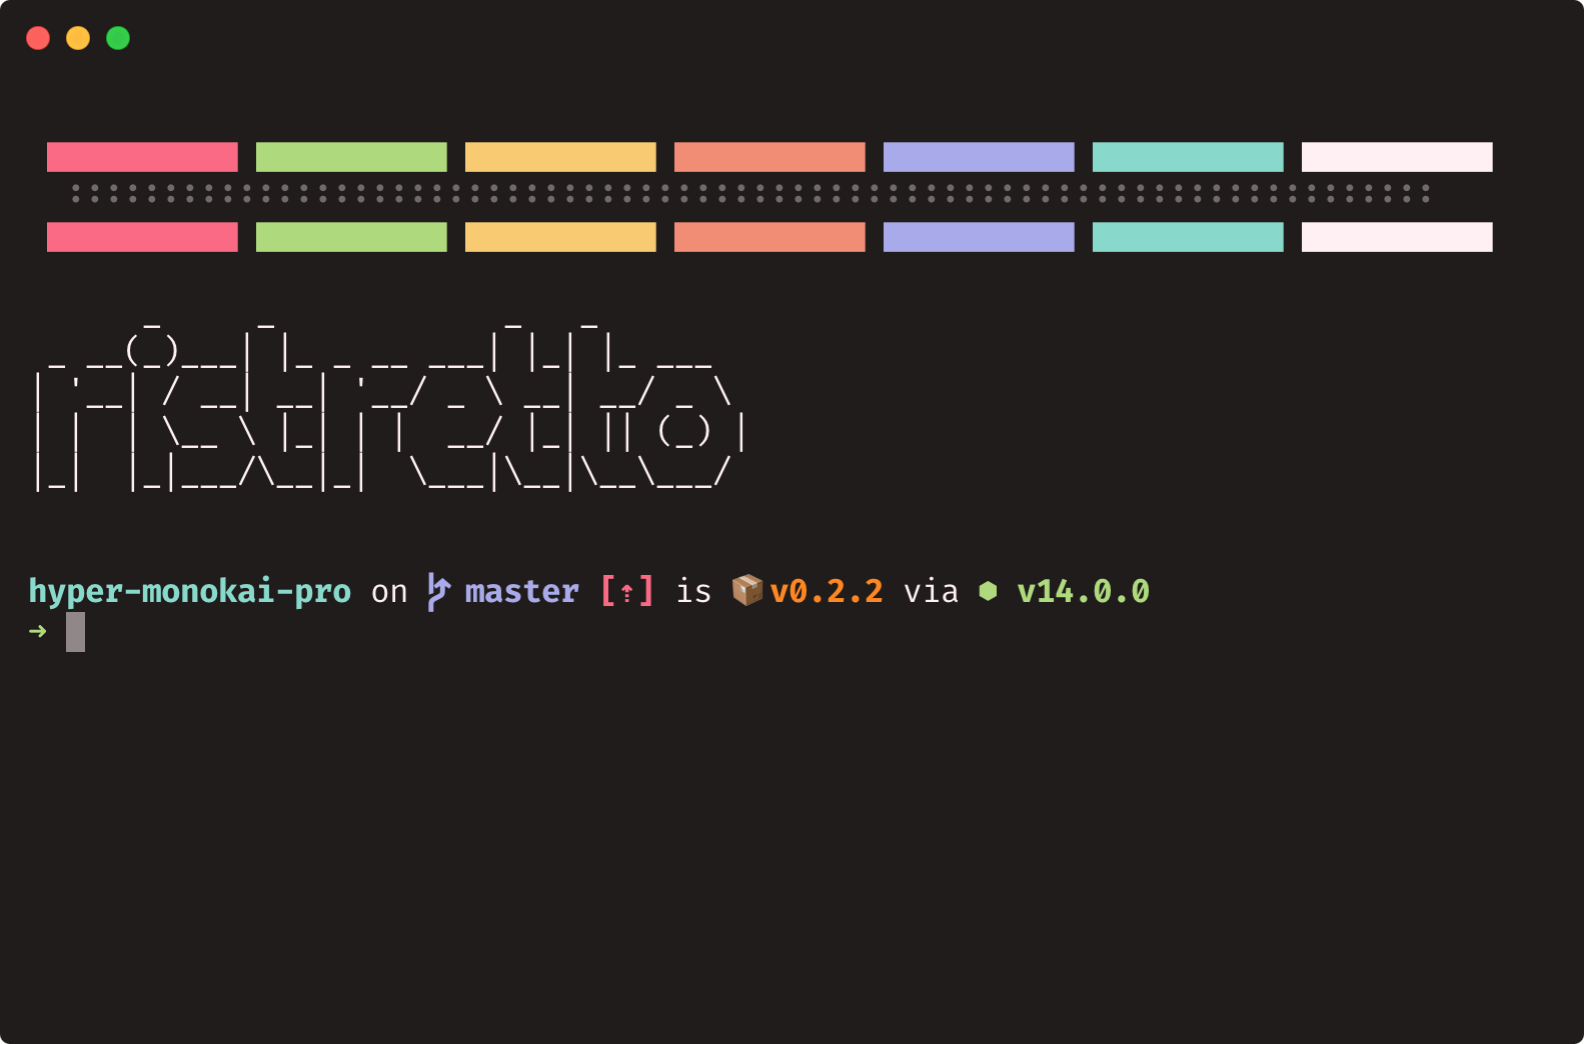 ristretto
hyper-monokai-pro on master [⇡] is 📦v0.2.2 via ⬢ v14.0.0
➜